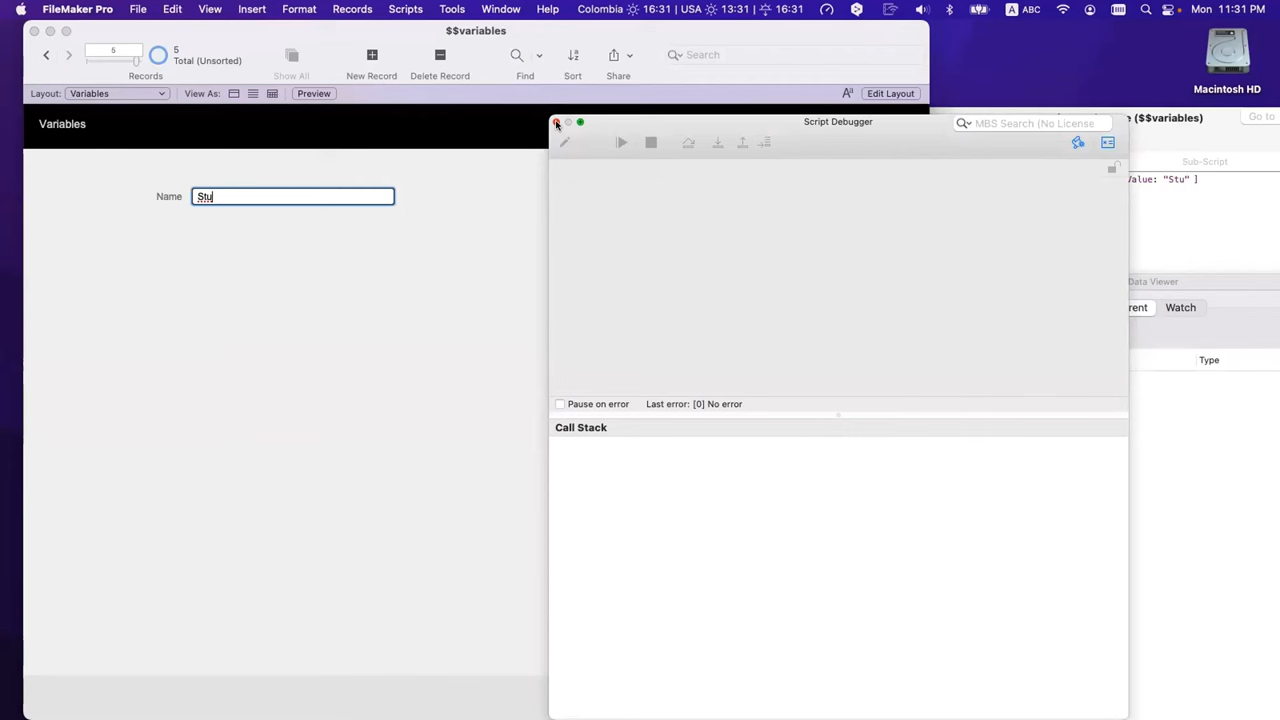 FileMaker Pro File Edit View Insert Format Records Scripts Tools Window Help Colombia 16:31 | USA 13:31 | 16:31 ABC Mon 11:31 PM
$$variables
5
5
Total (Unsorted)
Records
Show All
New Record
Delete Record
Find
Sort
Share
Search
Layout: Variables View As: Preview Aª Edit Layout
Macintosh HD
Variables
Name Stu
Script Debugger
MBS Search (No License
($$variables)
Go to
Sub-Script
Value: "Stu" ]
Data Viewer
Watch
Type
Pause on error Last error: [0] No error
Call Stack